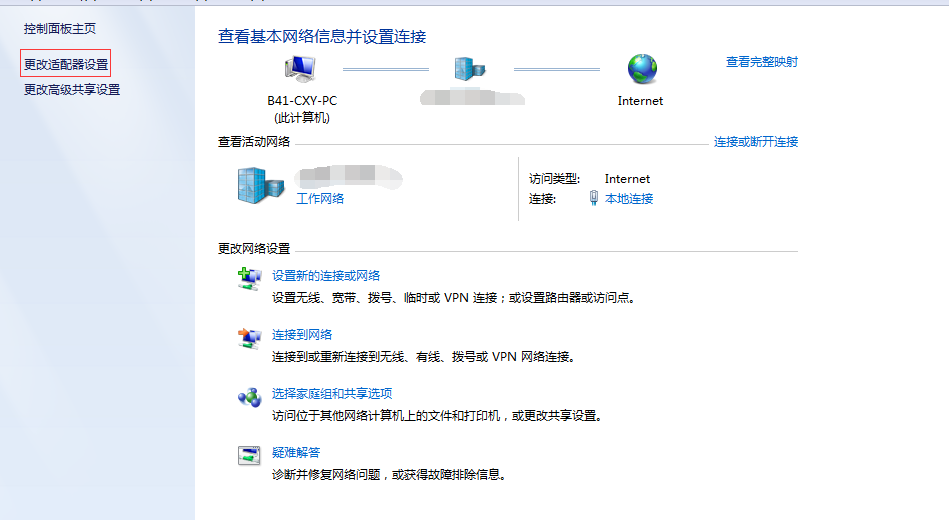 控制面板主页
更改适配器设置
更改高级共享设置
查看基本网络信息并设置连接
查看完整映射
B41-CXY-PC
(此计算机)
Internet
查看活动网络
连接或断开连接
工作网络
访问类型: Internet
连接: 本地连接
更改网络设置
设置新的连接或网络
设置无线、宽带、拨号、临时或 VPN 连接；或设置路由器或访问点。
连接到网络
连接到或重新连接到无线、有线、拨号或 VPN 网络连接。
选择家庭组和共享选项
访问位于其他网络计算机上的文件和打印机，或更改共享设置。
疑难解答
诊断并修复网络问题，或获得故障排除信息。